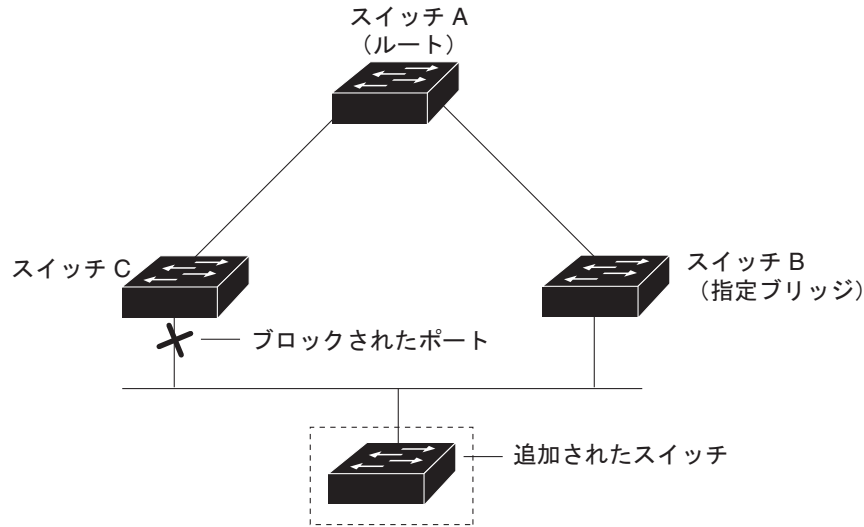 スイッチ A
（ルート）
スイッチ C
スイッチ B
（指定ブリッジ）
ブロックされたポート
追加されたスイッチ